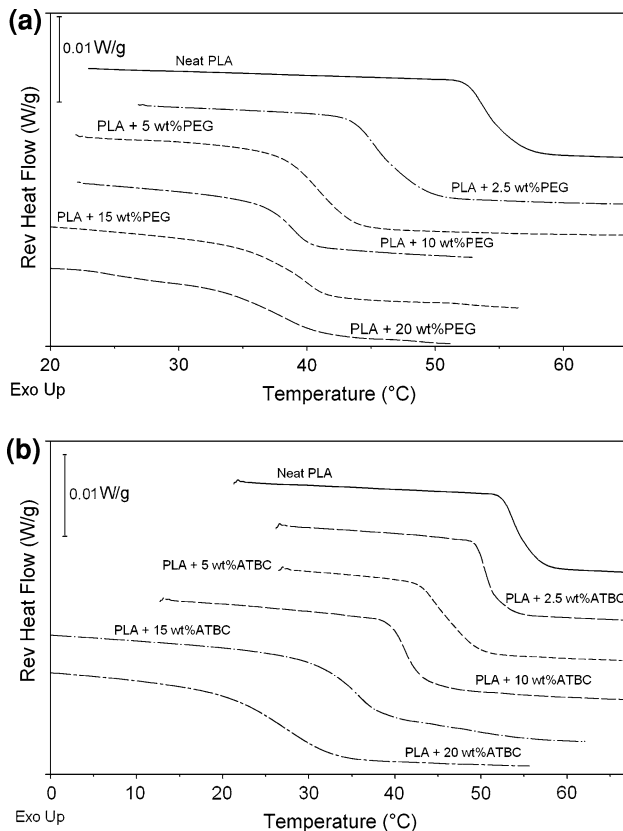 (a)
0.01 W/g
Neat PLA
PLA + 5 wt%PEG
PLA + 2.5 wt%PEG
PLA + 15 wt%PEG
PLA + 10 wt%PEG
PLA + 20 wt%PEG
Rev Heat Flow (W/g)
20 30 40 50 60
Exo Up
Temperature (°C)
(b)
0.01 W/g
Neat PLA
PLA + 5 wt%ATBC
PLA + 2.5 wt%ATBC
PLA + 15 wt%ATBC
PLA + 10 wt%ATBC
PLA + 20 wt%ATBC
Rev Heat Flow (W/g)
0 10 20 30 40 50 60
Exo Up
Temperature (°C)